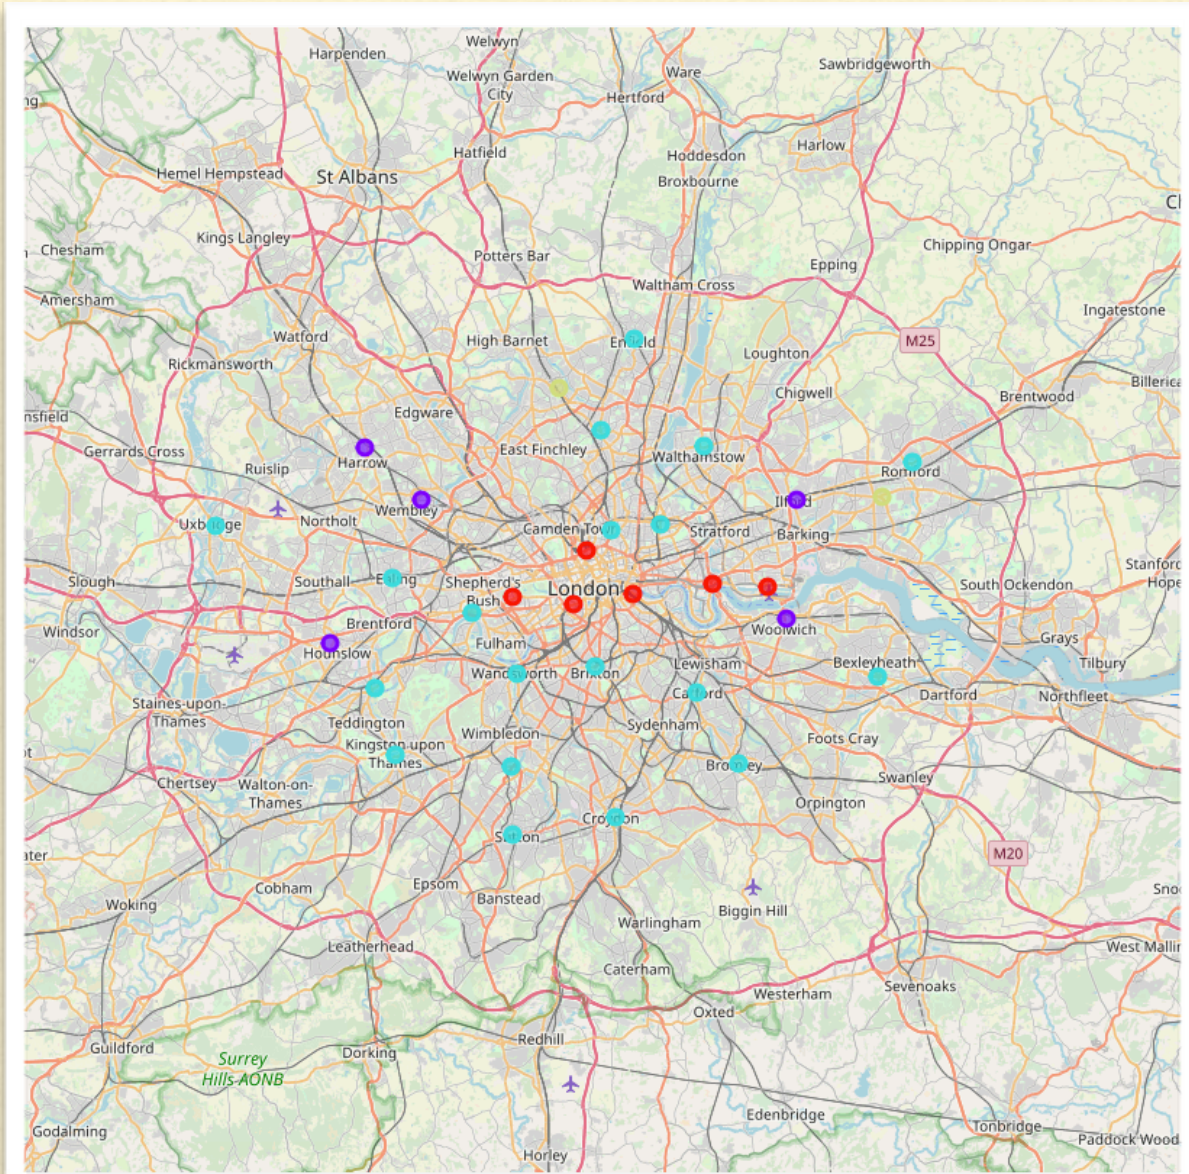 Welwyn
Harpenden
Sawbridgeworth
Ware
Welwyn Garden
City
Hertford
Harlow
Hatfield
Hoddesdon
Hemel Hempstead
St Albans
Broxbourne
Kings Langley
Chipping Ongar
Chesham
Potters Bar
Epping
Waltham Cross
Amersham
Ingatestone
Watford
High Barnet
Enfield
M25
Loughton
Rickmansworth
Chigwell
Brentwood
Edgware
Gerrards Cross
East Finchley
Walthamstow
Harrow
Ruislip
Romford
Wembley
Ilford
Uxbridge
Northolt
Camden Town
Stratford
Barking
Slough
Southall
Ealing
Shepherd's
Bush
London
South Ockendon
Brentford
Woolwich
Windsor
Fulham
Grays
Hounslow
Wandsworth
Brixton
Lewisham
Bexleyheath
Tilbury
Catford
Dartford
Northfleet
Staines-upon-
Thames
Teddington
Wimbledon
Sydenham
Foots Cray
Kingston upon
Thames
Bromley
Swanley
Chertsey
Walton-on-
Thames
Orpington
Croydon
Sutton
M20
Cobham
Epsom
Banstead
Woking
Biggin Hill
Warlingham
Leatherhead
Caterham
Westerham
Sevenoaks
Oxted
Guildford
Redhill
Dorking
Surrey
Hills AONB
Edenbridge
Tonbridge
Godalming
Paddock Wood
Horley